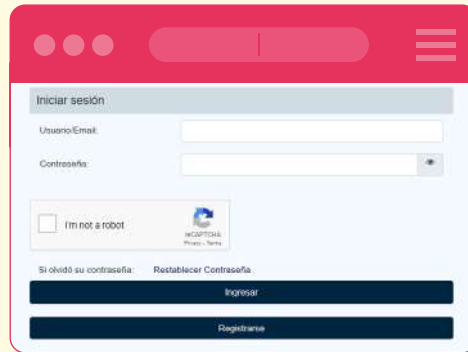 Iniciar sesión
Usuario/Email:
Contraseña:
I'm not a robot
reCAPTCHA
Privacy - Terms
Si olvidó su contraseña: Restablecer Contraseña
Ingresar
Registrarse